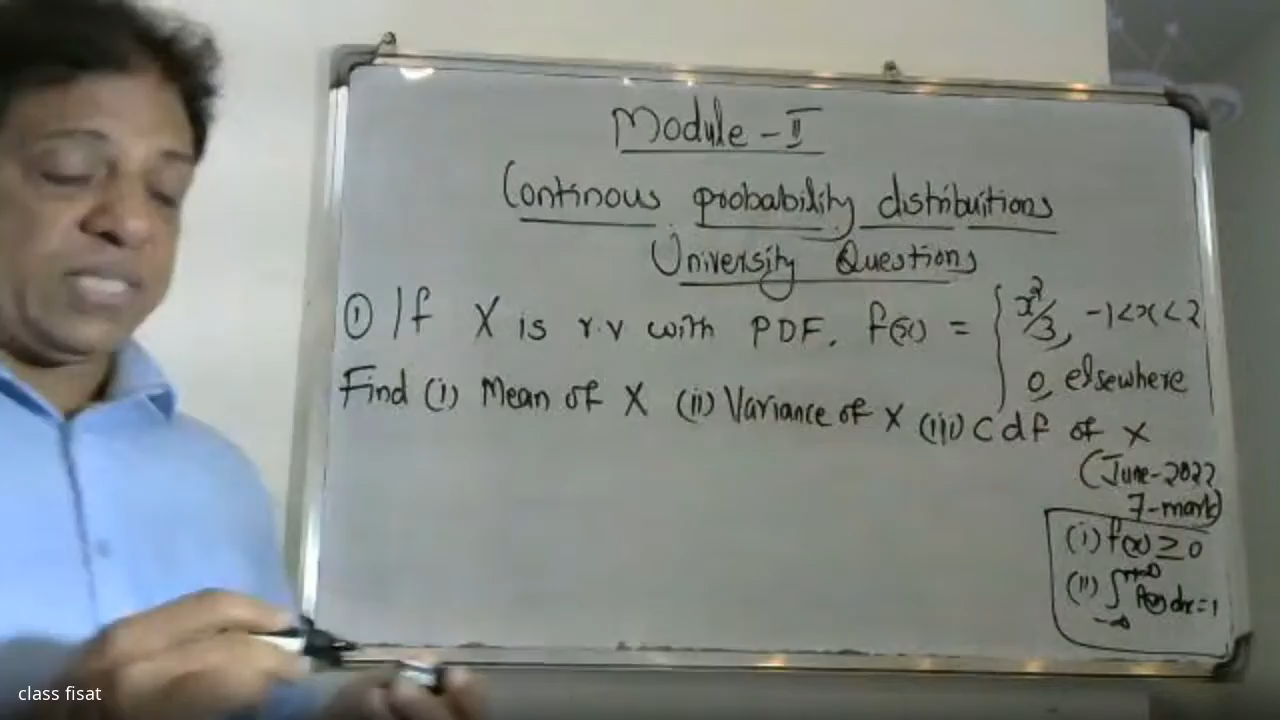 Module - II
Continous probability distribuitions
University Questions
① If X is r.v with PDF. f(x) = { x²/3, -1<x<2
0, elsewhere
Find (i) Mean of X (ii) Variance of X (iii) Cdf of X
(June-2022
7-mark)
(i) f(x) ≥ 0
(ii) ∫ f(x) dx = 1
class fisat